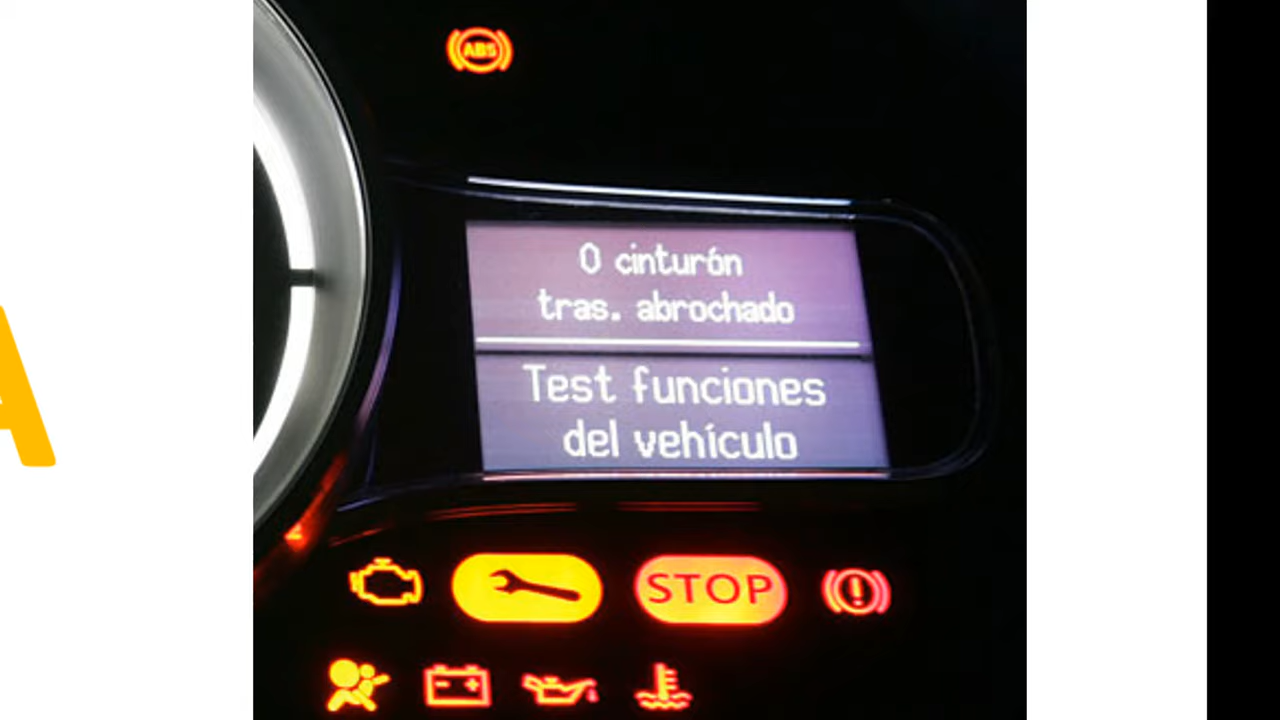 ABS
0 cinturón
tras. abrochado
Test funciones
del vehículo
STOP
A